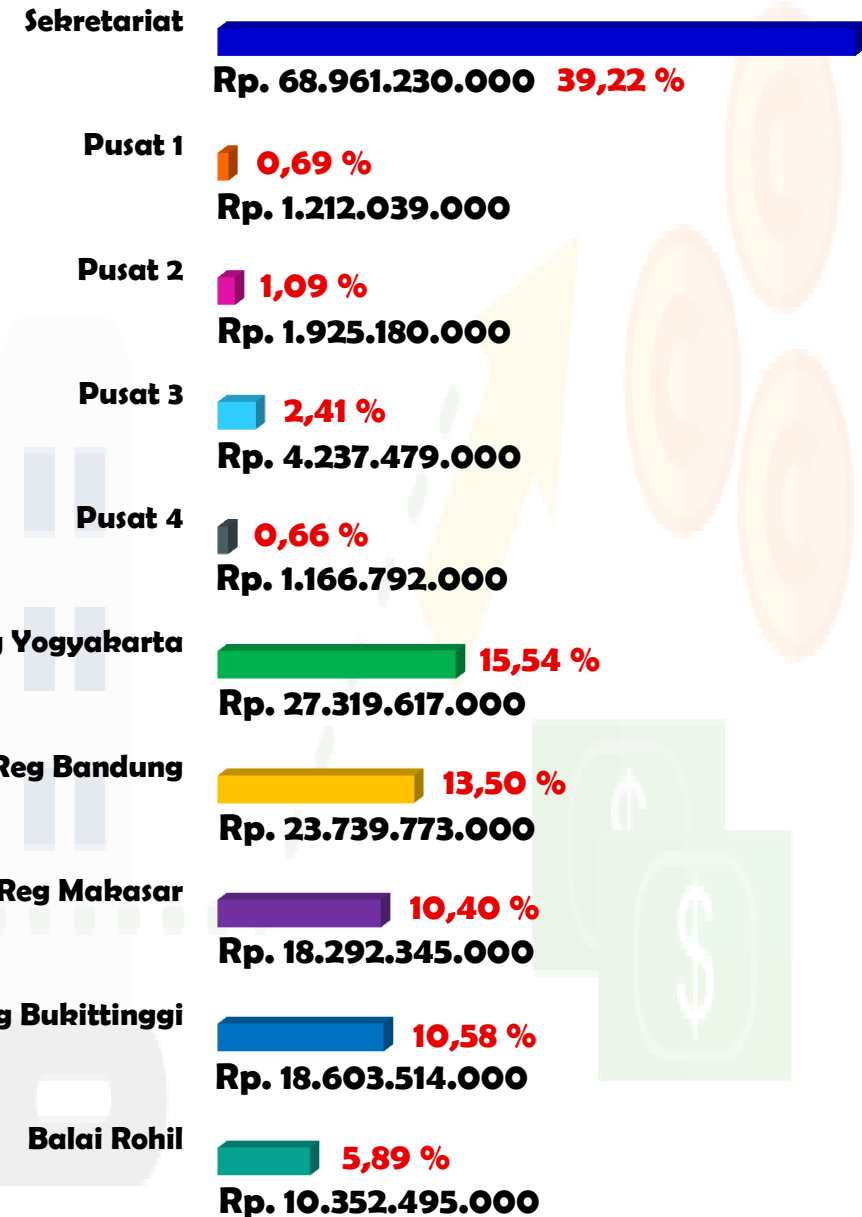 Sekretariat
Rp. 68.961.230.000 39,22 %
Pusat 1
0,69 %
Rp. 1.212.039.000
Pusat 2
1,09 %
Rp. 1.925.180.000
Pusat 3
2,41 %
Rp. 4.237.479.000
Pusat 4
0,66 %
Rp. 1.166.792.000
g Yogyakarta
15,54 %
Rp. 27.319.617.000
Reg Bandung
13,50 %
Rp. 23.739.773.000
Reg Makasar
10,40 %
Rp. 18.292.345.000
g Bukittinggi
10,58 %
Rp. 18.603.514.000
Balai Rohil
5,89 %
Rp. 10.352.495.000